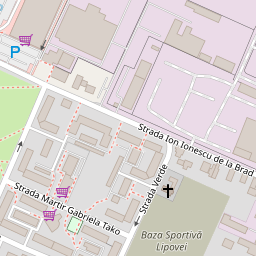 P
Strada Ion Ionescu de la Brad
Strada Verde
Strada Martir Gabriela Tako
Baza Sportivă
Lipovei